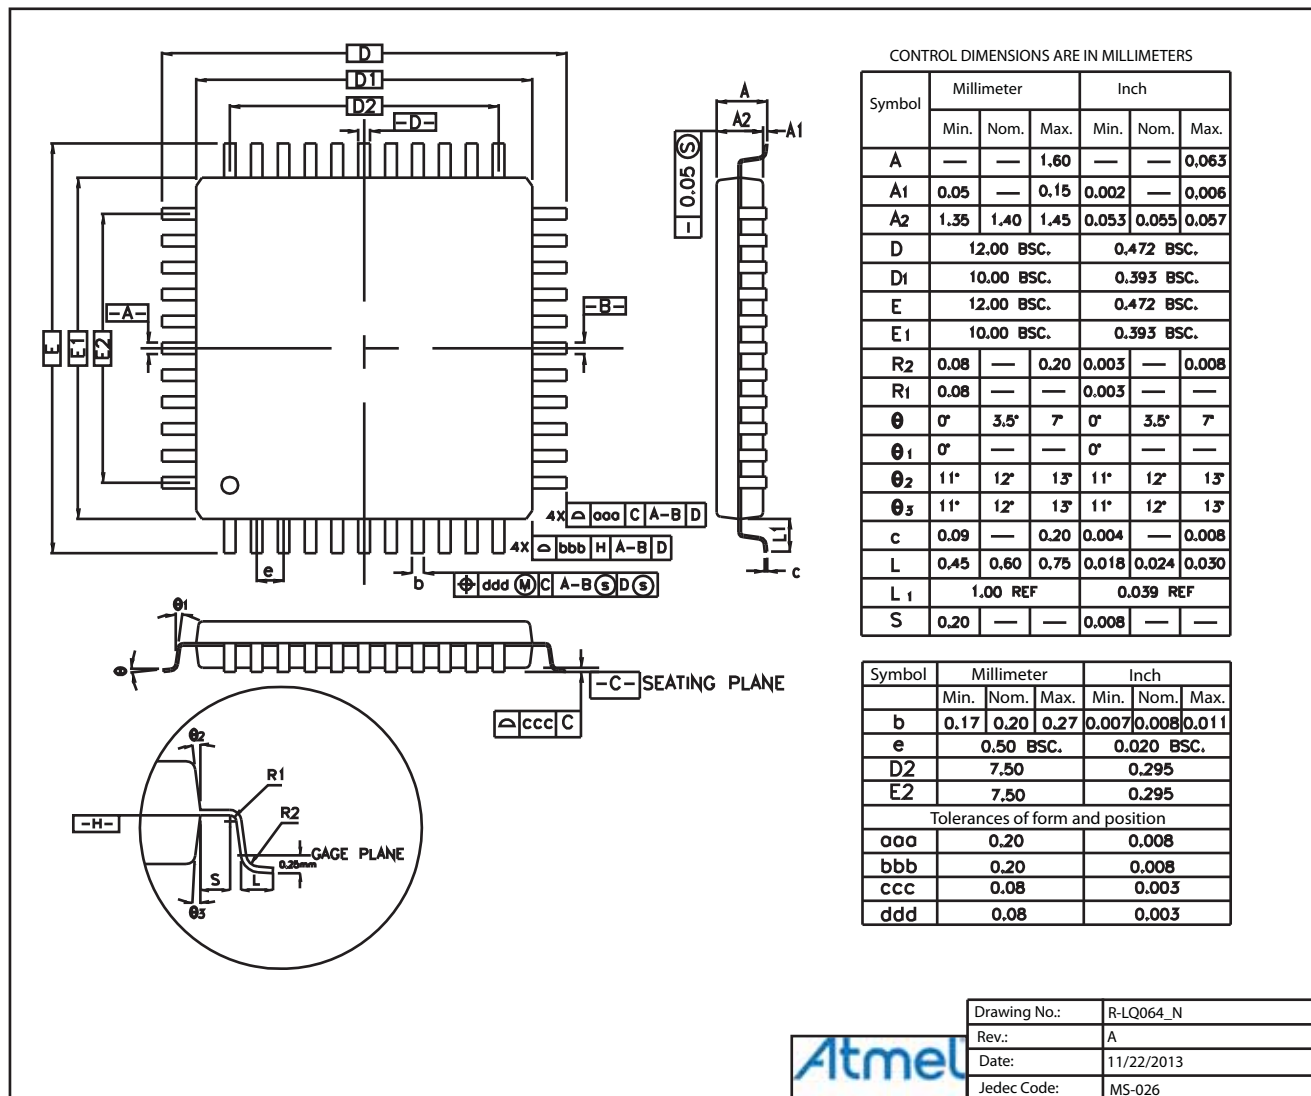 D
D1
D2
-D-
E
E1
E2
-A-
-B-
e
b
4X ⌓ aaa C A-B D
4X ⌓ bbb H A-B D
⌖ ddd Ⓜ C A-B Ⓢ D Ⓢ
A
A2 A1
- 0.05 Ⓢ
L1
c
θ1
θ
-C- SEATING PLANE
⌓ ccc C
θ2
R1
R2
-H-
GAGE PLANE
0.25mm
S L
θ3
CONTROL DIMENSIONS ARE IN MILLIMETERS
Symbol Millimeter Inch
Min. Nom. Max. Min. Nom. Max.
A — — 1.60 — — 0.063
A1 0.05 — 0.15 0.002 — 0.006
A2 1.35 1.40 1.45 0.053 0.055 0.057
D 12.00 BSC. 0.472 BSC.
D1 10.00 BSC. 0.393 BSC.
E 12.00 BSC. 0.472 BSC.
E1 10.00 BSC. 0.393 BSC.
R2 0.08 — 0.20 0.003 — 0.008
R1 0.08 — — 0.003 — —
θ 0° 3.5° 7° 0° 3.5° 7°
θ1 0° — — 0° — —
θ2 11° 12° 13° 11° 12° 13°
θ3 11° 12° 13° 11° 12° 13°
c 0.09 — 0.20 0.004 — 0.008
L 0.45 0.60 0.75 0.018 0.024 0.030
L1 1.00 REF 0.039 REF
S 0.20 — — 0.008 — —
Symbol Millimeter Inch
Min. Nom. Max. Min. Nom. Max.
b 0.17 0.20 0.27 0.007 0.008 0.011
e 0.50 BSC. 0.020 BSC.
D2 7.50 0.295
E2 7.50 0.295
Tolerances of form and position
aaa 0.20 0.008
bbb 0.20 0.008
ccc 0.08 0.003
ddd 0.08 0.003
Atmel
Drawing No.: R-LQ064_N
Rev.: A
Date: 11/22/2013
Jedec Code: MS-026